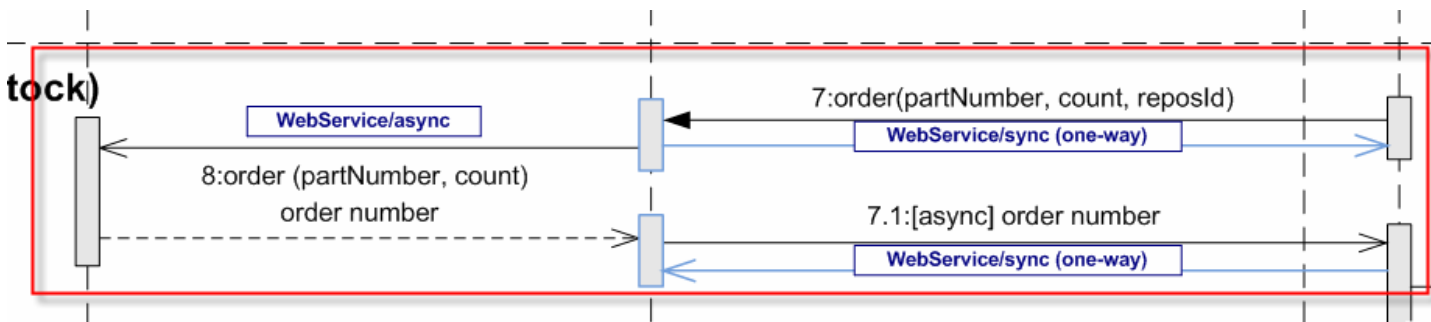 tock)
7:order(partNumber, count, reposId)
WebService/async
WebService/sync (one-way)
8:order (partNumber, count)
order number
7.1:[async] order number
WebService/sync (one-way)